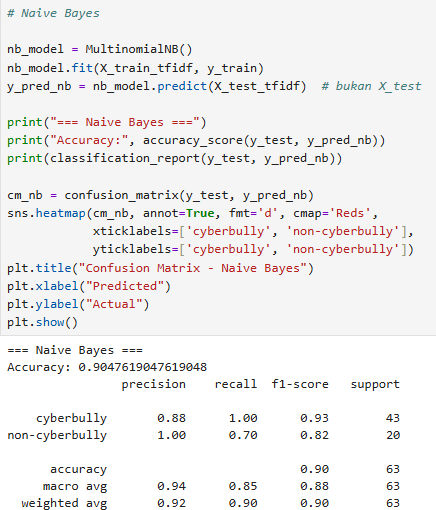 # Naive Bayes
nb_model = MultinomialNB()
nb_model.fit(X_train_tfidf, y_train)
y_pred_nb = nb_model.predict(X_test_tfidf)  # bukan X_test
print("=== Naive Bayes ===")
print("Accuracy:", accuracy_score(y_test, y_pred_nb))
print(classification_report(y_test, y_pred_nb))
cm_nb = confusion_matrix(y_test, y_pred_nb)
sns.heatmap(cm_nb, annot=True, fmt='d', cmap='Reds',
            xticklabels=['cyberbully', 'non-cyberbully'],
            yticklabels=['cyberbully', 'non-cyberbully'])
plt.title("Confusion Matrix - Naive Bayes")
plt.xlabel("Predicted")
plt.ylabel("Actual")
plt.show()
=== Naive Bayes ===
Accuracy: 0.9047619047619048
                precision    recall  f1-score   support
    cyberbully       0.88      1.00      0.93        43
non-cyberbully       1.00      0.70      0.82        20
      accuracy                           0.90        63
     macro avg       0.94      0.85      0.88        63
  weighted avg       0.92      0.90      0.90        63